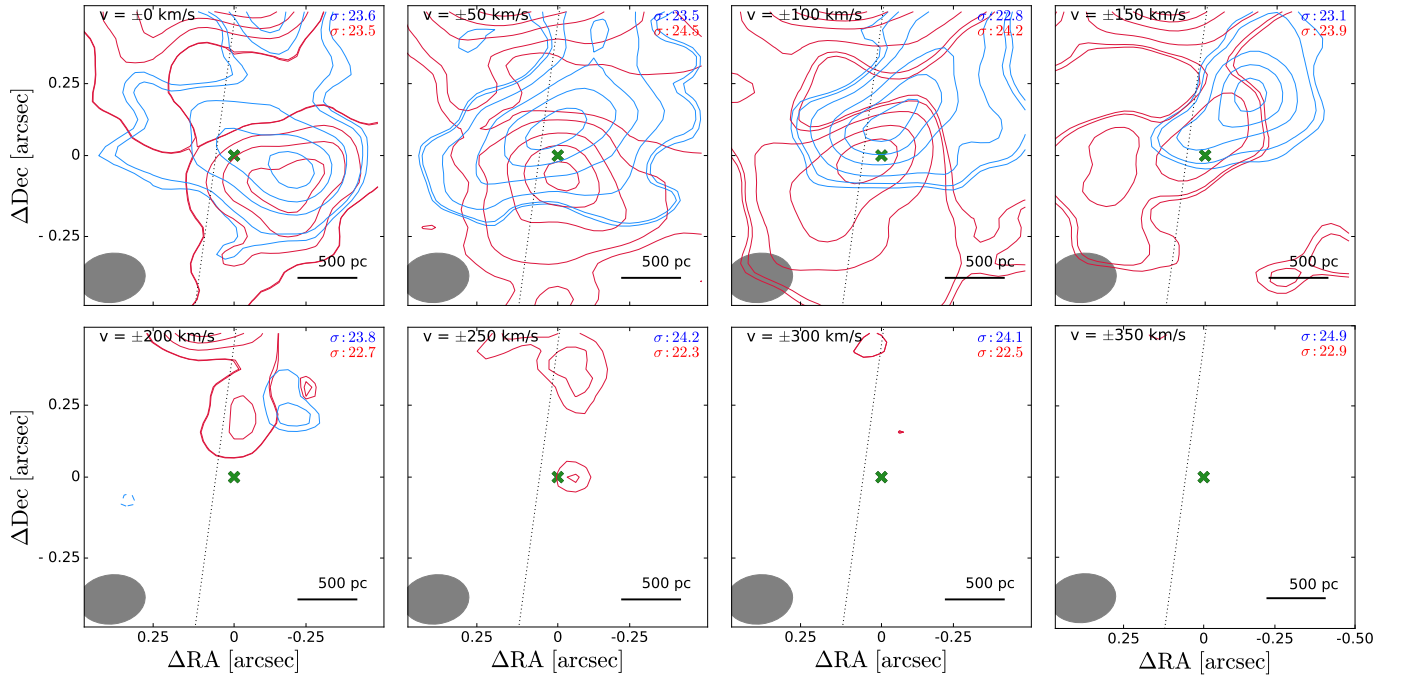 v = ±0 km/s σ : 23.6
σ : 23.5
v = ±50 km/s σ : 23.5
σ : 24.5
v = ±100 km/s σ : 22.8
σ : 24.2
v = ±150 km/s σ : 23.1
σ : 23.9
ΔDec [arcsec]
0.25
0
- 0.25
500 pc
500 pc
500 pc
500 pc
v = ±200 km/s σ : 23.8
σ : 22.7
v = ±250 km/s σ : 24.2
σ : 22.3
v = ±300 km/s σ : 24.1
σ : 22.5
v = ±350 km/s σ : 24.9
σ : 22.9
ΔDec [arcsec]
0.25
0
- 0.25
500 pc
500 pc
500 pc
500 pc
0.25 0 -0.25
0.25 0 -0.25
0.25 0 -0.25
0.25 0 -0.25 -0.50
ΔRA [arcsec]
ΔRA [arcsec]
ΔRA [arcsec]
ΔRA [arcsec]